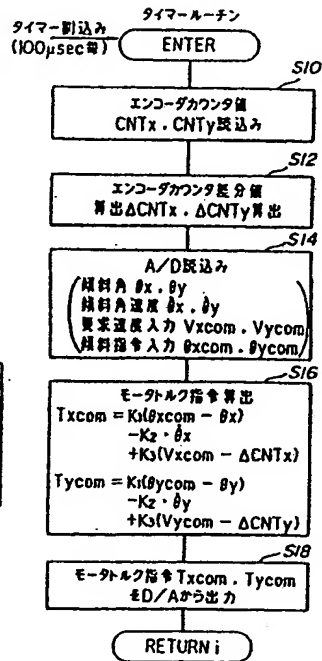 タイマールーチン
タイマー割込み
(100μsec毎)
ENTER
S10
エンコーダカウンタ値
CNTx . CNTy読込み
S12
エンコーダカウンタ差分値
算出ΔCNTx . ΔCNTy算出
S14
A/D読込み
傾斜角 θx . θy
傾斜角速度 θ̇x . θ̇y
要求速度入力 Vxcom . Vycom
傾斜指令入力 θxcom . θycom
S16
モータトルク指令算出
Txcom = K1(θxcom − θx)
−K2 · θ̇x
+K3(Vxcom − ΔCNTx)
Tycom = K1(θycom − θy)
−K2 · θ̇y
+K3(Vycom − ΔCNTy)
S18
モータトルク指令 Txcom . Tycom
をD/Aから出力
RETURN i